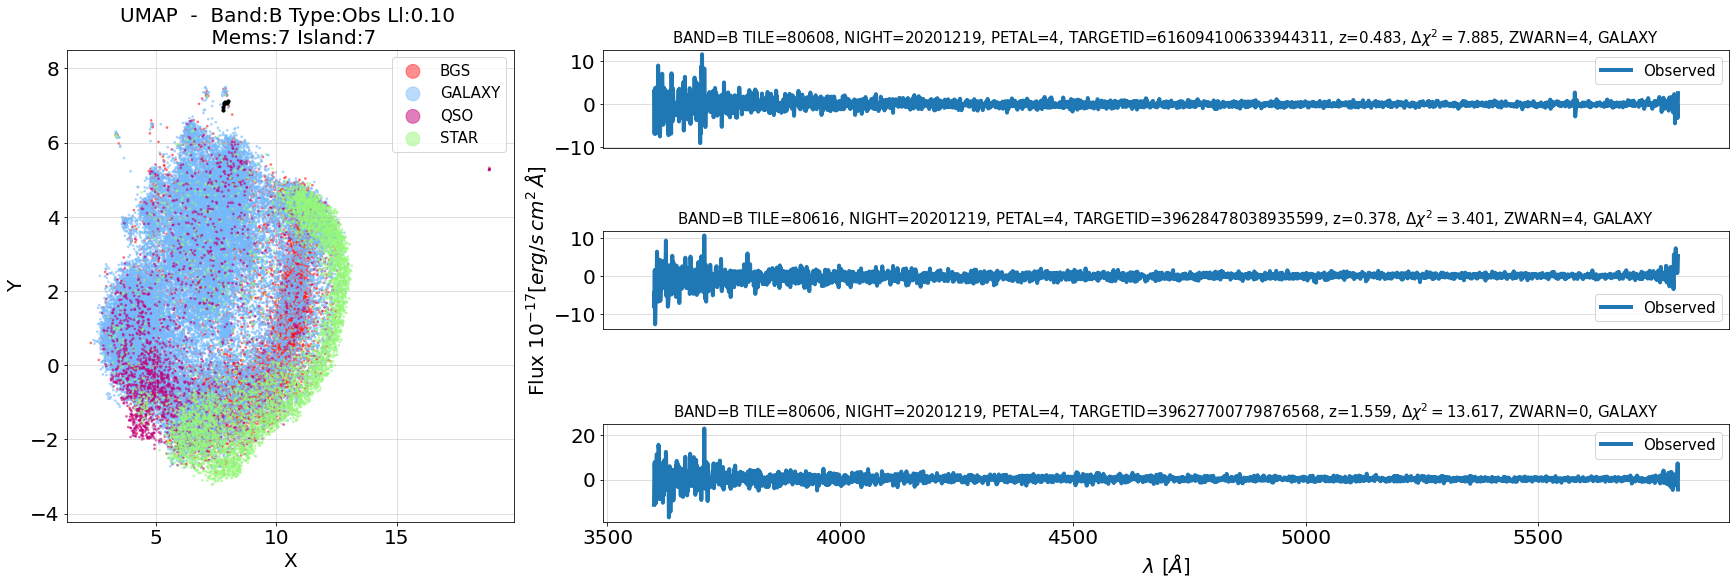 UMAP  -  Band:B Type:Obs Ll:0.10
Mems:7 Island:7
BGS
GALAXY
QSO
STAR
8
6
4
2
0
−2
−4
Y
5
10
15
X
Flux 10^{-17}[erg/s cm^2 Å]
BAND=B TILE=80608, NIGHT=20201219, PETAL=4, TARGETID=616094100633944311, z=0.483, Δχ² = 7.885, ZWARN=4, GALAXY
10
0
−10
Observed
BAND=B TILE=80616, NIGHT=20201219, PETAL=4, TARGETID=39628478038935599, z=0.378, Δχ² = 3.401, ZWARN=4, GALAXY
10
0
−10
Observed
BAND=B TILE=80606, NIGHT=20201219, PETAL=4, TARGETID=39627700779876568, z=1.559, Δχ² = 13.617, ZWARN=0, GALAXY
20
0
Observed
3500
4000
4500
5000
5500
λ [Å]